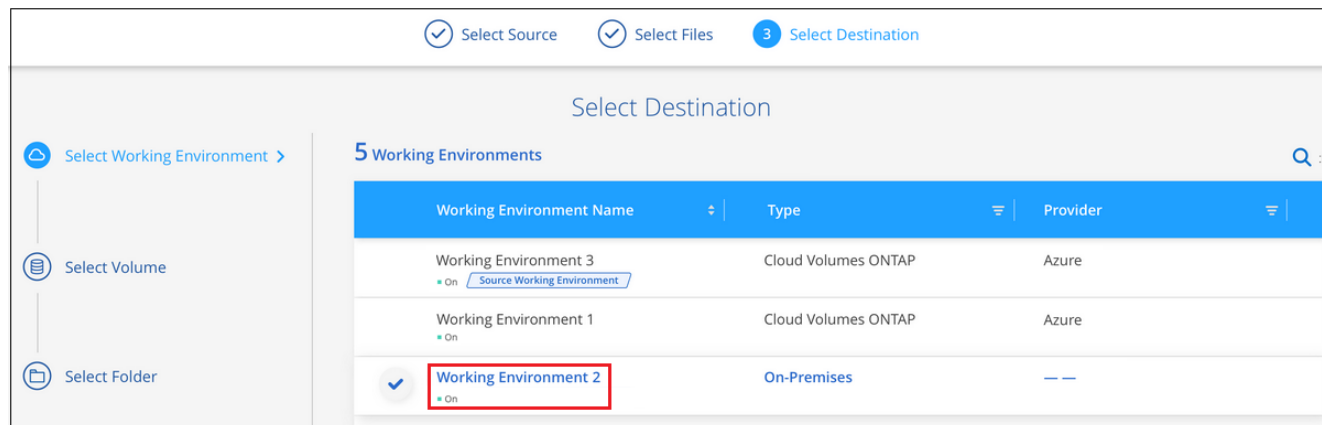 Select Source Select Files 3 Select Destination
Select Destination
Select Working Environment
5 Working Environments
Working Environment Name Type Provider
Working Environment 3 Cloud Volumes ONTAP Azure
On Source Working Environment
Select Volume
Working Environment 1 Cloud Volumes ONTAP Azure
On
Select Folder
Working Environment 2 On-Premises — —
On